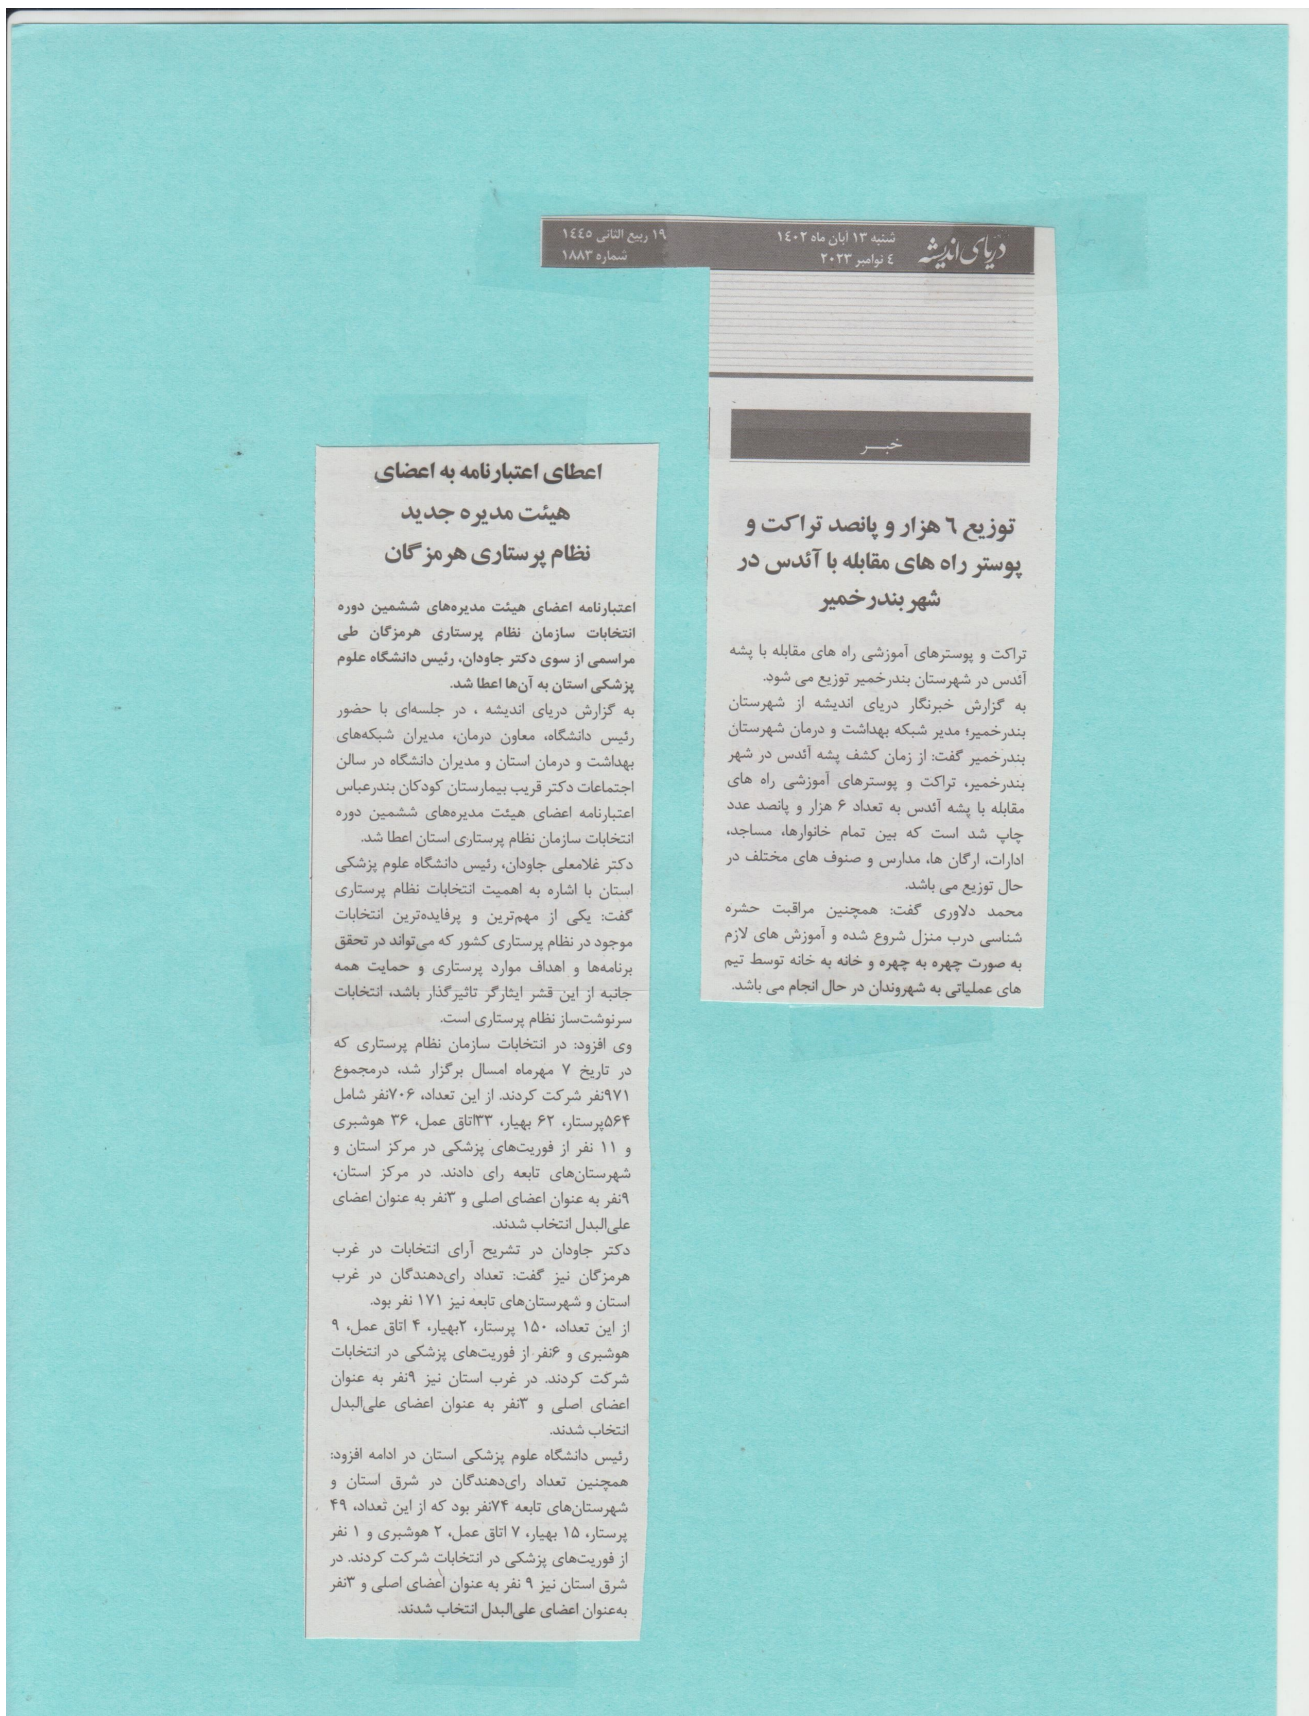 دریای اندیشه
شنبه ۱۳ آبان ماه ۱۴۰۲
۴ نوامبر ۲۰۲۳
۱۹ ربیع الثانی ۱۴۴۵
شماره ۱۸۸۳
خبر
توزیع ۶ هزار و پانصد تراکت و
پوستر راه های مقابله با آئدس در
شهر بندرخمیر
تراکت و پوسترهای آموزشی راه های مقابله با پشه
آئدس در شهرستان بندرخمیر توزیع می شود.
به گزارش خبرنگار دریای اندیشه از شهرستان
بندرخمیر؛ مدیر شبکه بهداشت و درمان شهرستان
بندرخمیر گفت: از زمان کشف پشه آئدس در شهر
بندرخمیر، تراکت و پوسترهای آموزشی راه های
مقابله با پشه آئدس به تعداد ۶ هزار و پانصد عدد
چاپ شد است که بین تمام خانوارها، مساجد،
ادارات، ارگان ها، مدارس و صنوف های مختلف در
حال توزیع می باشد.
محمد دلاوری گفت: همچنین مراقبت حشره
شناسی درب منزل شروع شده و آموزش های لازم
به صورت چهره به چهره و خانه به خانه توسط تیم
های عملیاتی به شهروندان در حال انجام می باشد.
اعطای اعتبارنامه به اعضای
هیئت مدیره جدید
نظام پرستاری هرمزگان
اعتبارنامه اعضای هیئت مدیره‌های ششمین دوره
انتخابات سازمان نظام پرستاری هرمزگان طی
مراسمی از سوی دکتر جاودان، رئیس دانشگاه علوم
پزشکی استان به آن‌ها اعطا شد.
به گزارش دریای اندیشه ، در جلسه‌ای با حضور
رئیس دانشگاه، معاون درمان، مدیران شبکه‌های
بهداشت و درمان استان و مدیران دانشگاه در سالن
اجتماعات دکتر قریب بیمارستان کودکان بندرعباس
اعتبارنامه اعضای هیئت مدیره‌های ششمین دوره
انتخابات سازمان نظام پرستاری استان اعطا شد.
دکتر غلامعلی جاودان، رئیس دانشگاه علوم پزشکی
استان با اشاره به اهمیت انتخابات نظام پرستاری
گفت: یکی از مهم‌ترین و پرفایده‌ترین انتخابات
موجود در نظام پرستاری کشور که می‌تواند در تحقق
برنامه‌ها و اهداف موارد پرستاری و حمایت همه
جانبه از این قشر ایثارگر تاثیرگذار باشد، انتخابات
سرنوشت‌ساز نظام پرستاری است.
وی افزود: در انتخابات سازمان نظام پرستاری که
در تاریخ ۷ مهرماه امسال برگزار شد، درمجموع
۹۷۱نفر شرکت کردند. از این تعداد، ۷۰۶نفر شامل
۵۶۴پرستار، ۶۲ بهیار، ۳۳اتاق عمل، ۳۶ هوشبری
و ۱۱ نفر از فوریت‌های پزشکی در مرکز استان و
شهرستان‌های تابعه رای دادند. در مرکز استان،
۹نفر به عنوان اعضای اصلی و ۳نفر به عنوان اعضای
علی‌البدل انتخاب شدند.
دکتر جاودان در تشریح آرای انتخابات در غرب
هرمزگان نیز گفت: تعداد رای‌دهندگان در غرب
استان و شهرستان‌های تابعه نیز ۱۷۱ نفر بود.
از این تعداد، ۱۵۰ پرستار، ۲بهیار، ۴ اتاق عمل، ۹
هوشبری و ۶نفر از فوریت‌های پزشکی در انتخابات
شرکت کردند. در غرب استان نیز ۹نفر به عنوان
اعضای اصلی و ۳نفر به عنوان اعضای علی‌البدل
انتخاب شدند.
رئیس دانشگاه علوم پزشکی استان در ادامه افزود:
همچنین تعداد رای‌دهندگان در شرق استان و
شهرستان‌های تابعه ۷۴نفر بود که از این تعداد، ۴۹
پرستار، ۱۵ بهیار، ۷ اتاق عمل، ۲ هوشبری و ۱ نفر
از فوریت‌های پزشکی در انتخابات شرکت کردند. در
شرق استان نیز ۹ نفر به عنوان اعضای اصلی و ۳نفر
به‌عنوان اعضای علی‌البدل انتخاب شدند.